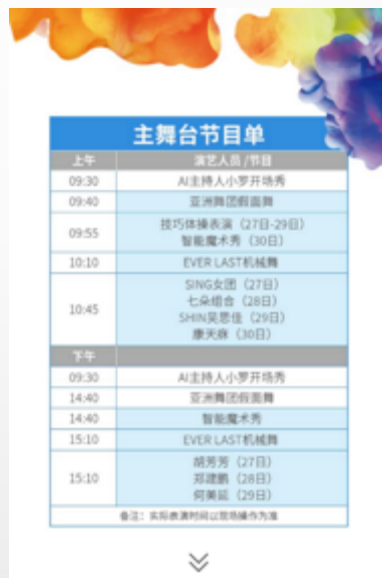 主舞台节目单
上午 演艺人员/节目
09:30 AI主持人小罗开场秀
09:40 亚洲舞团假面舞
09:55 技巧体操表演（27日-29日）
智能魔术秀（30日）
10:10 EVER LAST机械舞
10:45 SING女团（27日）
七朵组合（28日）
SHIN吴思佳（29日）
康天庥（30日）
下午
09:30 AI主持人小罗开场秀
14:40 亚洲舞团假面舞
14:40 智能魔术秀
15:10 EVER LAST机械舞
15:10 胡芳芳（27日）
郑建鹏（28日）
何美延（29日）
备注：实际表演时间以现场操作为准